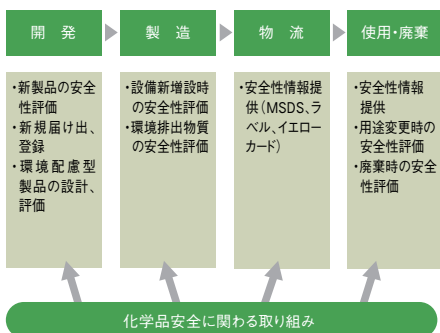 開 発
製 造
物 流
使用・廃棄
・新製品の安全
性評価
・新規届け出、
登録
・環境配慮型
製品の設計、
評価
・設備新増設時
の安全性評価
・環境排出物質
の安全性評価
・安全性情報提
供（MSDS、ラ
ベル、イエロー
カード）
・安全性情報
提供
・用途変更時の
安全性評価
・廃棄時の安全
性評価
化学品安全に関わる取り組み